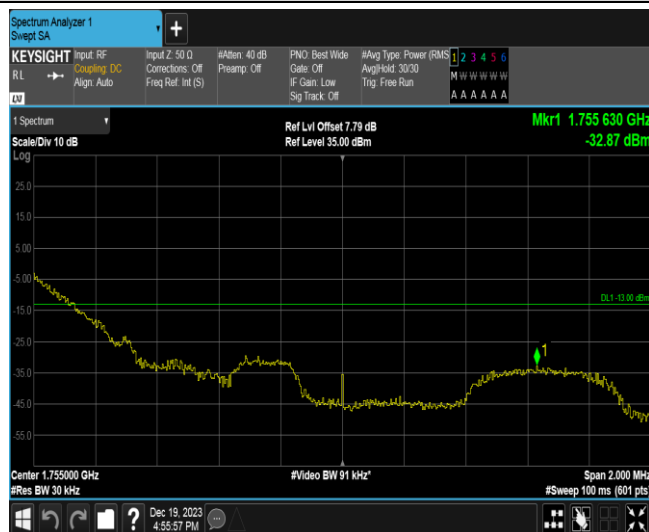 Spectrum Analyzer 1
Swept SA
+
KEYSIGHT
RL
LXI
Input: RF
Coupling: DC
Align: Auto
Input Z: 50 Ω
Corrections: Off
Freq Ref: Int (S)
#Atten: 40 dB
Preamp: Off
PNO: Best Wide
Gate: Off
IF Gain: Low
Sig Track: Off
#Avg Type: Power (RMS
Avg|Hold: 30/30
Trig: Free Run
1 2 3 4 5 6
M W W W W W
A A A A A A
1 Spectrum
Scale/Div 10 dB
Ref Lvl Offset 7.79 dB
Ref Level 35.00 dBm
Mkr1 1.755 630 GHz
-32.87 dBm
Log
25.0
15.0
5.00
-5.00
DL1 -13.00 dBm
-15.0
-25.0
1
-35.0
-45.0
-55.0
Center 1.755000 GHz
#Video BW 91 kHz*
Span 2.000 MHz
#Res BW 30 kHz
#Sweep 100 ms (601 pts)
?
Dec 19, 2023
4:55:57 PM